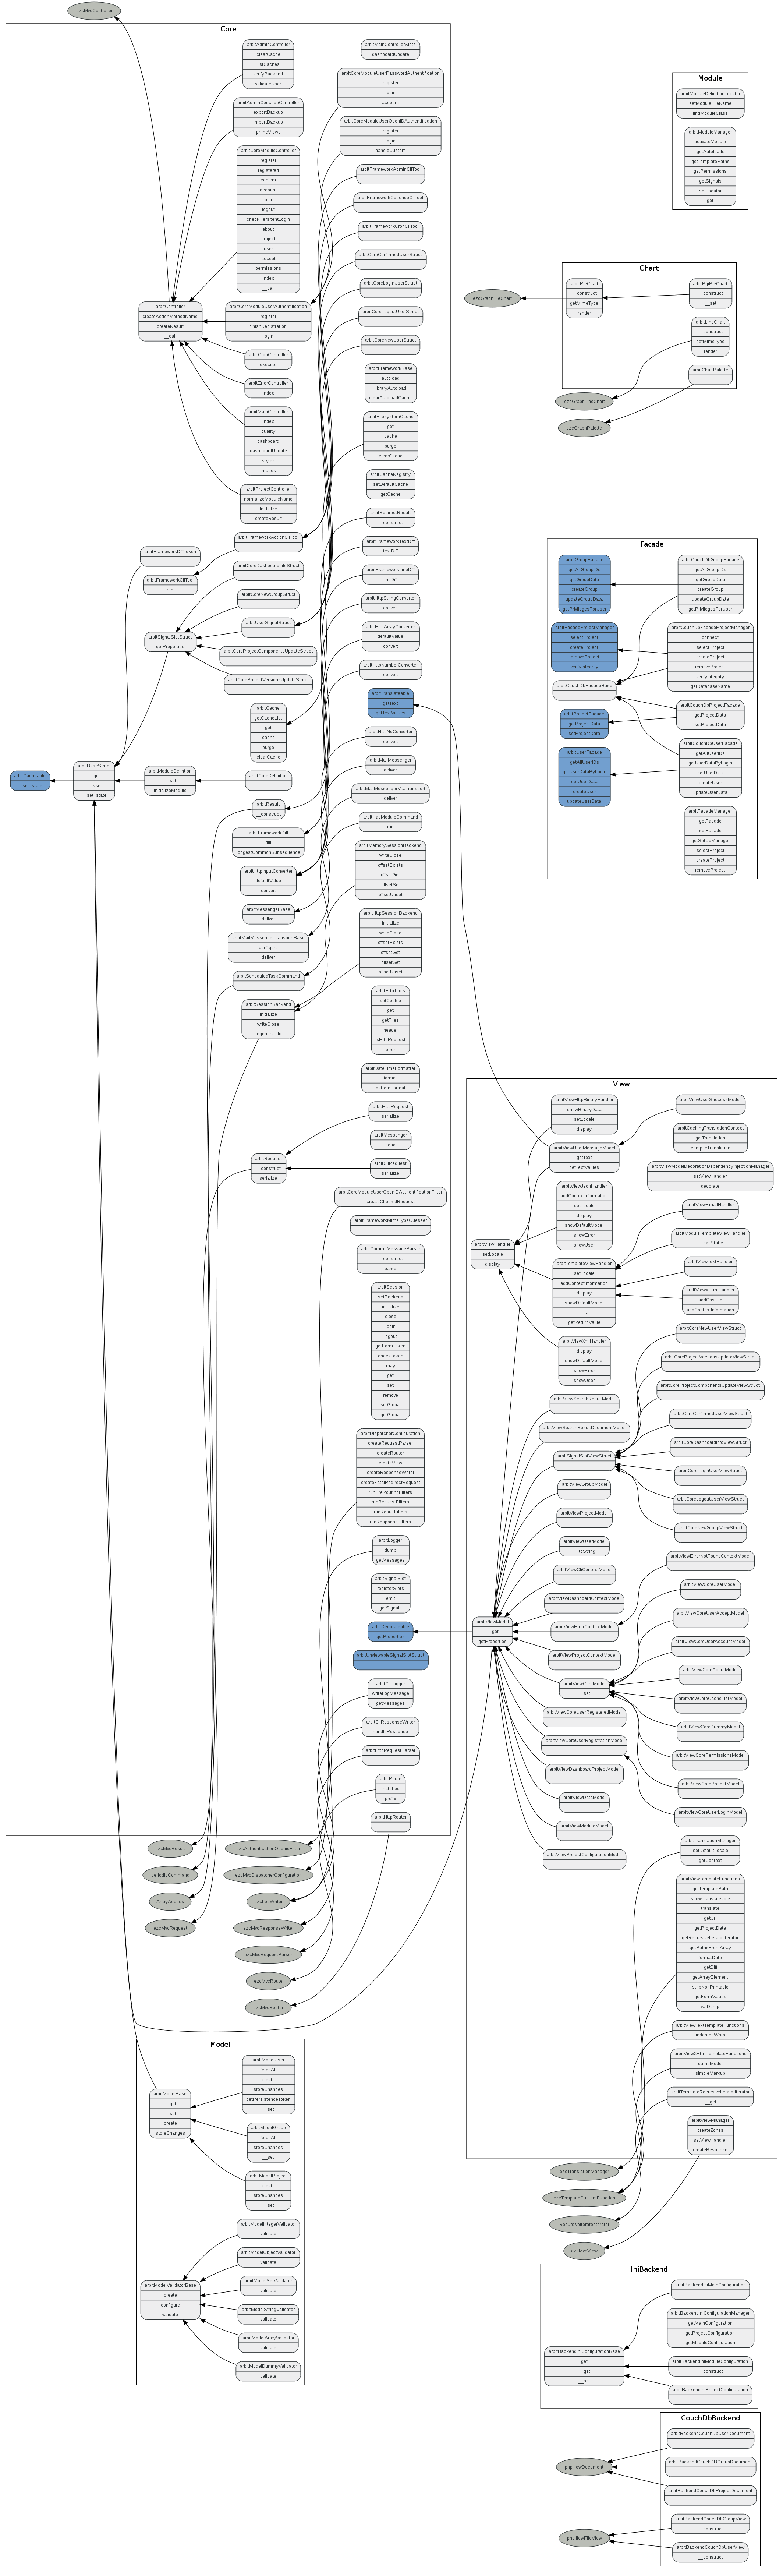 ezcMvcController
Core
arbitAdminController
clearCache
listCaches
verifyBackend
validateUser
arbitAdminCouchdbController
exportBackup
importBackup
primeViews
arbitCoreModuleController
register
registered
confirm
account
login
logout
checkPersistentLogin
about
project
user
accept
permissions
index
__call
arbitController
createActionMethodName
createResult
__call
arbitCoreModuleUserAuthentification
register
finishRegistration
login
arbitCronController
execute
arbitErrorController
index
arbitMainController
index
quality
dashboard
dashboardUpdate
styles
images
arbitProjectController
normalizeModuleName
initialize
createResult
arbitFrameworkActionCliTool
arbitFrameworkDiffToken
arbitFrameworkCliTool
run
arbitCoreDashboardInfoStruct
arbitCoreViewGroupStruct
arbitUserSignalStruct
arbitSignalSlotStruct
getProperties
arbitCoreProjectComponentsUpdateStruct
arbitCoreProjectVersionsUpdateStruct
arbitCache
getCacheList
get
cache
purge
clearCache
arbitCacheable
__set_state
arbitBaseStruct
__get
__unset
__set_state
arbitModuleDefinition
__set
initializeModule
arbitCoreDefinition
arbitResult
__construct
arbitFrameworkDiff
diff
longestCommonSubsequence
arbitHttpInputConverter
defaultValue
convert
arbitMessengerBase
deliver
arbitMailMessengerTransportBase
configure
deliver
arbitScheduledTaskCommand
arbitSessionBackend
initialize
writeClose
regenerateId
arbitRequest
__construct
serialize
arbitMainControllerSlots
dashboardUpdate
arbitCoreModuleUserPasswordAuthentification
register
login
account
arbitCoreModuleUserOpenIDAuthentification
register
login
handleCustom
arbitFrameworkAdminCliTool
arbitFrameworkCouchdbCliTool
arbitFrameworkCronCliTool
arbitCoreConfirmedUserStruct
arbitCoreLoginUserStruct
arbitCoreLogoutUserStruct
arbitCoreNewUserStruct
arbitFrameworkBase
autoload
libraryAutoload
clearAutoloadCache
arbitFilesystemCache
get
cache
purge
clearCache
arbitCacheRegistry
setDefaultCache
getCache
arbitRedirectResult
__construct
arbitFrameworkTextDiff
textDiff
arbitFrameworkLineDiff
lineDiff
arbitHttpStringConverter
convert
arbitHttpArrayConverter
defaultValue
convert
arbitHttpNumberConverter
convert
arbitTranslateable
getText
getTextValues
arbitHttpNoConverter
convert
arbitMailMessenger
deliver
arbitMailMessengerMtaTransport
deliver
run
arbitMemorySessionBackend
writeClose
offsetExists
offsetGet
offsetSet
offsetUnset
arbitHttpSessionBackend
initialize
writeClose
offsetExists
offsetGet
offsetSet
offsetUnset
arbitHttpTools
setCookie
get
getFiles
header
isHttpRequest
error
arbitDateTimeFormatter
format
patternFormat
arbitHttpRequest
serialize
arbitMessenger
send
arbitCliRequest
serialize
arbitCoreModuleUserOpenIDAuthentificationFilter
createCheckidRequest
arbitFrameworkMimeTypeGuesser
arbitCommitMessageParser
__construct
parse
arbitSession
setBackend
initialize
close
login
logout
getFormToken
checkToken
may
get
set
remove
setGlobal
getGlobal
arbitDispatcherConfiguration
createRequestParser
createRouter
createView
createResponseWriter
createFatalRedirectRequest
runPreRoutingFilters
runRequestFilters
runResultFilters
runResponseFilters
arbitLogger
dump
getMessages
arbitSignalSlot
registerSlots
emit
getSignals
arbitDecorateable
getProperties
arbitUnviewableSignalSlotStruct
arbitCliLogger
writeLogMessage
getMessages
arbitCliResponseWriter
handleResponse
arbitHttpRequestParser
arbitRoute
matches
prefix
arbitHttpRouter
ezcMvcResult
periodicCommand
ArrayAccess
ezcMvcRequest
ezcAuthenticationOpenidFilter
ezcMvcDispatcherConfiguration
ezcLogWriter
ezcMvcResponseWriter
ezcMvcRequestParser
ezcMvcRoute
ezcMvcRouter
Module
arbitModuleDefinitionLocator
setModuleFileName
findModuleClass
arbitModuleManager
activateModule
getAutoloads
getTemplatePaths
getPermissions
getSignals
setLocator
get
Chart
arbitPieChart
__construct
getMimeType
render
arbitPlpPieChart
__construct
__set
arbitLineChart
__construct
getMimeType
render
arbitChartPalette
ezcGraphPieChart
ezcGraphLineChart
ezcGraphPalette
Facade
arbitGroupFacade
getAllGroupIDs
getGroupData
createGroup
updateGroupData
getPrivilegesForUser
arbitCouchDbGroupFacade
getAllGroupIDs
getGroupData
createGroup
updateGroupData
getPrivilegesForUser
arbitFacadeProjectManager
selectProject
createProject
removeProject
verifyIntegrity
arbitCouchDbFacadeProjectManager
connect
selectProject
createProject
removeProject
verifyIntegrity
getDatabaseName
arbitCouchDbFacadeBase
arbitProjectFacade
getProjectData
setProjectData
arbitCouchDbProjectFacade
getProjectData
setProjectData
arbitUserFacade
getAllUserIDs
getUserDataByLogin
getUserData
createUser
updateUserData
arbitCouchDbUserFacade
getAllUserIDs
getUserDataByLogin
getUserData
createUser
updateUserData
arbitFacadeManager
getFacade
setFacade
getSetUpManager
selectProject
createProject
removeProject
View
arbitViewHttpBinaryHandler
showBinaryData
setLocale
display
arbitViewUserMessageModel
getText
getTextValues
arbitViewJsonHandler
addContextInformation
setLocale
display
showDefaultModel
showError
showUser
arbitViewHandler
setLocale
display
arbitTemplateViewHandler
setLocale
addContextInformation
display
showDefaultModel
__call
getReturnValue
arbitViewXmlHandler
display
showDefaultModel
showError
showUser
arbitViewSearchResultModel
arbitViewSearchResultDocumentModel
arbitSignalSlotViewStruct
arbitViewGroupModel
arbitViewProjectModel
arbitViewUserModel
__toString
arbitViewCliContextModel
arbitViewDashboardContextModel
arbitViewModel
__get
getProperties
arbitViewErrorContextModel
arbitViewProjectContextModel
arbitViewCoreModel
__set
arbitViewCoreUserRegisteredModel
arbitViewCoreUserRegistrationModel
arbitViewDashboardProjectModel
arbitViewDataModel
arbitViewModuleModel
arbitViewProjectConfigurationModel
arbitViewUserSuccessModel
arbitCachingTranslationContext
getTranslation
compileTranslation
arbitViewModelDecorationDependencyInjectionManager
setViewHandler
decorate
arbitViewEmailHandler
arbitModuleTemplateViewHandler
__callStatic
arbitViewTextHandler
arbitViewXHtmlHandler
addCssFile
addContextInformation
arbitCoreNewUserViewStruct
arbitCoreProjectVersionsUpdateViewStruct
arbitCoreProjectComponentsUpdateViewStruct
arbitCoreConfirmedUserViewStruct
arbitCoreDashboardInfoViewStruct
arbitCoreLoginUserViewStruct
arbitCoreLogoutUserViewStruct
arbitCoreViewGroupViewStruct
arbitViewErrorNotFoundContextModel
arbitViewCoreUserModel
arbitViewCoreUserAcceptModel
arbitViewCoreUserAccountModel
arbitViewCoreAboutModel
arbitViewCoreCacheListModel
arbitViewCoreDummyModel
arbitViewCorePermissionsModel
arbitViewCoreProjectModel
arbitViewCoreUserLoginModel
arbitTranslationManager
setDefaultLocale
getContext
arbitViewTemplateFunctions
getTemplatePath
showTranslateable
translate
getUrl
getProjectData
getRecursiveIteratorIterator
getPathsFromArray
formatDate
getDiff
getArrayElement
stripNonPrintable
getFormValues
varDump
arbitViewTextTemplateFunctions
indentedWrap
arbitViewXHtmlTemplateFunctions
dumpModel
simpleMarkup
arbitTemplateRecursiveIteratorIterator
__get
arbitViewManager
createZones
setViewHandler
createResponse
ezcTranslationManager
ezcTemplateCustomFunction
RecursiveIteratorIterator
ezcMvcView
Model
arbitModelBase
__get
__set
create
storeChanges
arbitModelUser
fetchAll
create
storeChanges
getPersistenceToken
__set
arbitModelGroup
fetchAll
storeChanges
__set
arbitModelProject
create
storeChanges
__set
arbitModelIntegerValidator
validate
arbitModelObjectValidator
validate
arbitModelValidatorBase
create
configure
validate
arbitModelSetValidator
validate
arbitModelStringValidator
validate
arbitModelArrayValidator
validate
arbitModelDummyValidator
validate
IniBackend
arbitBackendIniMainConfiguration
arbitBackendIniConfigurationManager
getMainConfiguration
getProjectConfiguration
getModuleConfiguration
arbitBackendIniConfigurationBase
get
__get
__set
arbitBackendIniModuleConfiguration
__construct
arbitBackendIniProjectConfiguration
CouchDbBackend
arbitBackendCouchDbUserDocument
arbitBackendCouchDBGroupDocument
arbitBackendCouchDbProjectDocument
arbitBackendCouchDbGroupView
__construct
arbitBackendCouchDbUserView
__construct
phpillowDocument
phpillowFileView